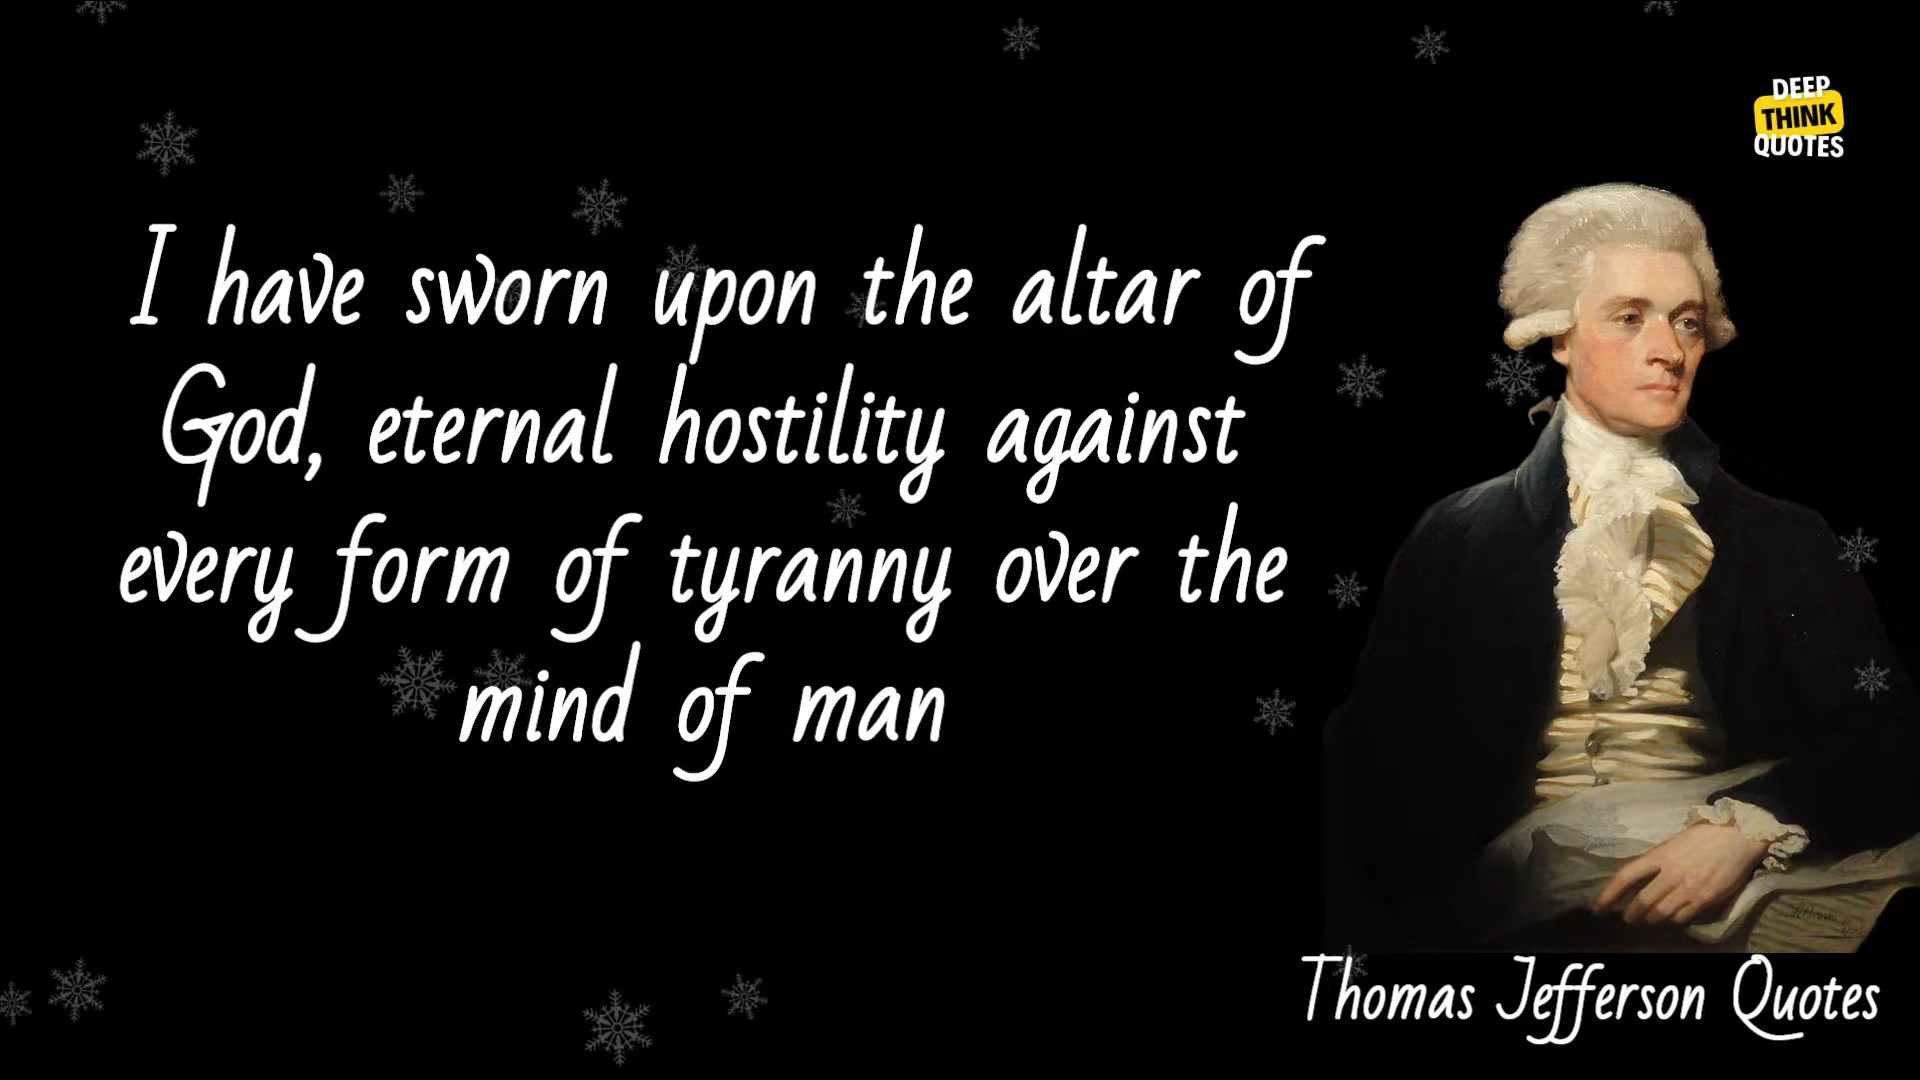 DEEP
THINK
QUOTES
I have sworn upon the altar of
God, eternal hostility against
every form of tyranny over the
mind of man
Thomas Jefferson Quotes